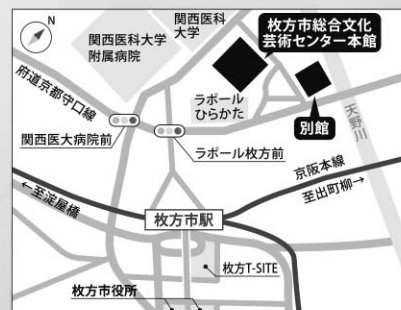 N
関西医科大学
附属病院
関西医科
大学
枚方市総合文化
芸術センター本館
府道京都守口線
ラポール
ひらかた
別館
天野川
関西医大病院前
ラポール枚方前
京阪本線
至出町柳→
←至淀屋橋
枚方市駅
枚方T-SITE
枚方市役所